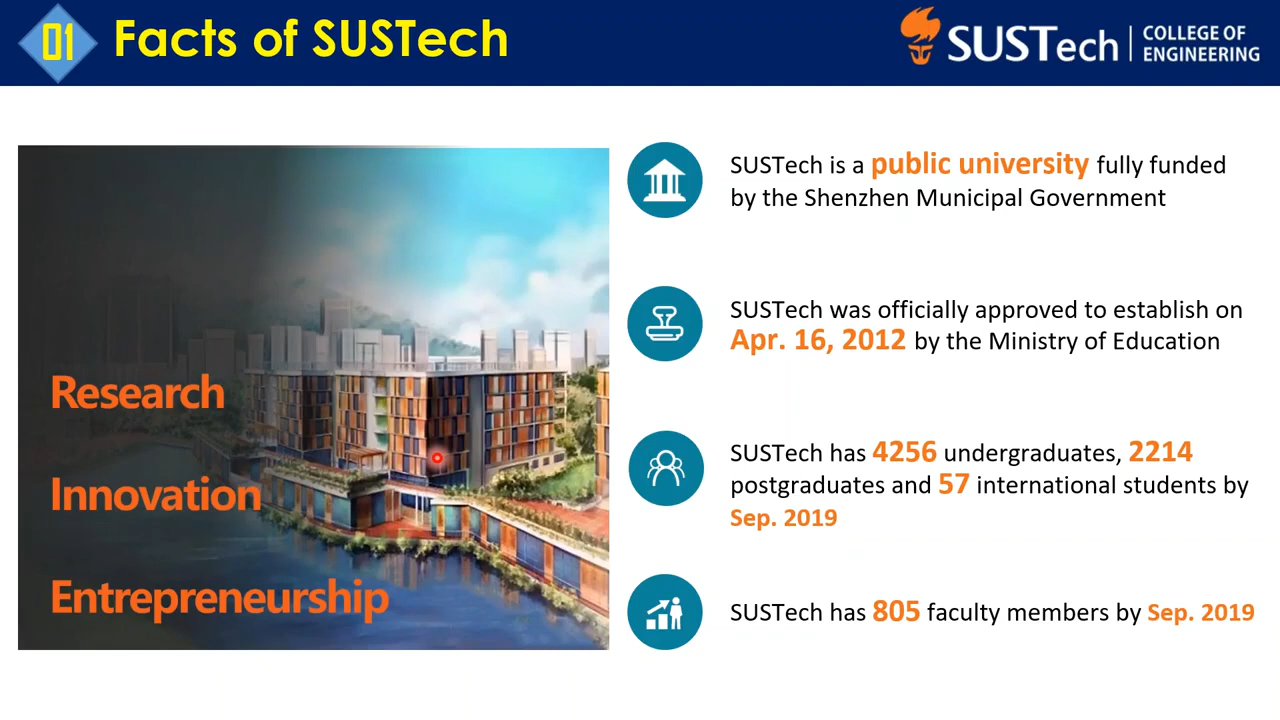 01 Facts of SUSTech
SUSTech COLLEGE OF
ENGINEERING
Research
Innovation
Entrepreneurship
SUSTech is a public university fully funded
by the Shenzhen Municipal Government
SUSTech was officially approved to establish on
Apr. 16, 2012 by the Ministry of Education
SUSTech has 4256 undergraduates, 2214
postgraduates and 57 international students by
Sep. 2019
SUSTech has 805 faculty members by Sep. 2019